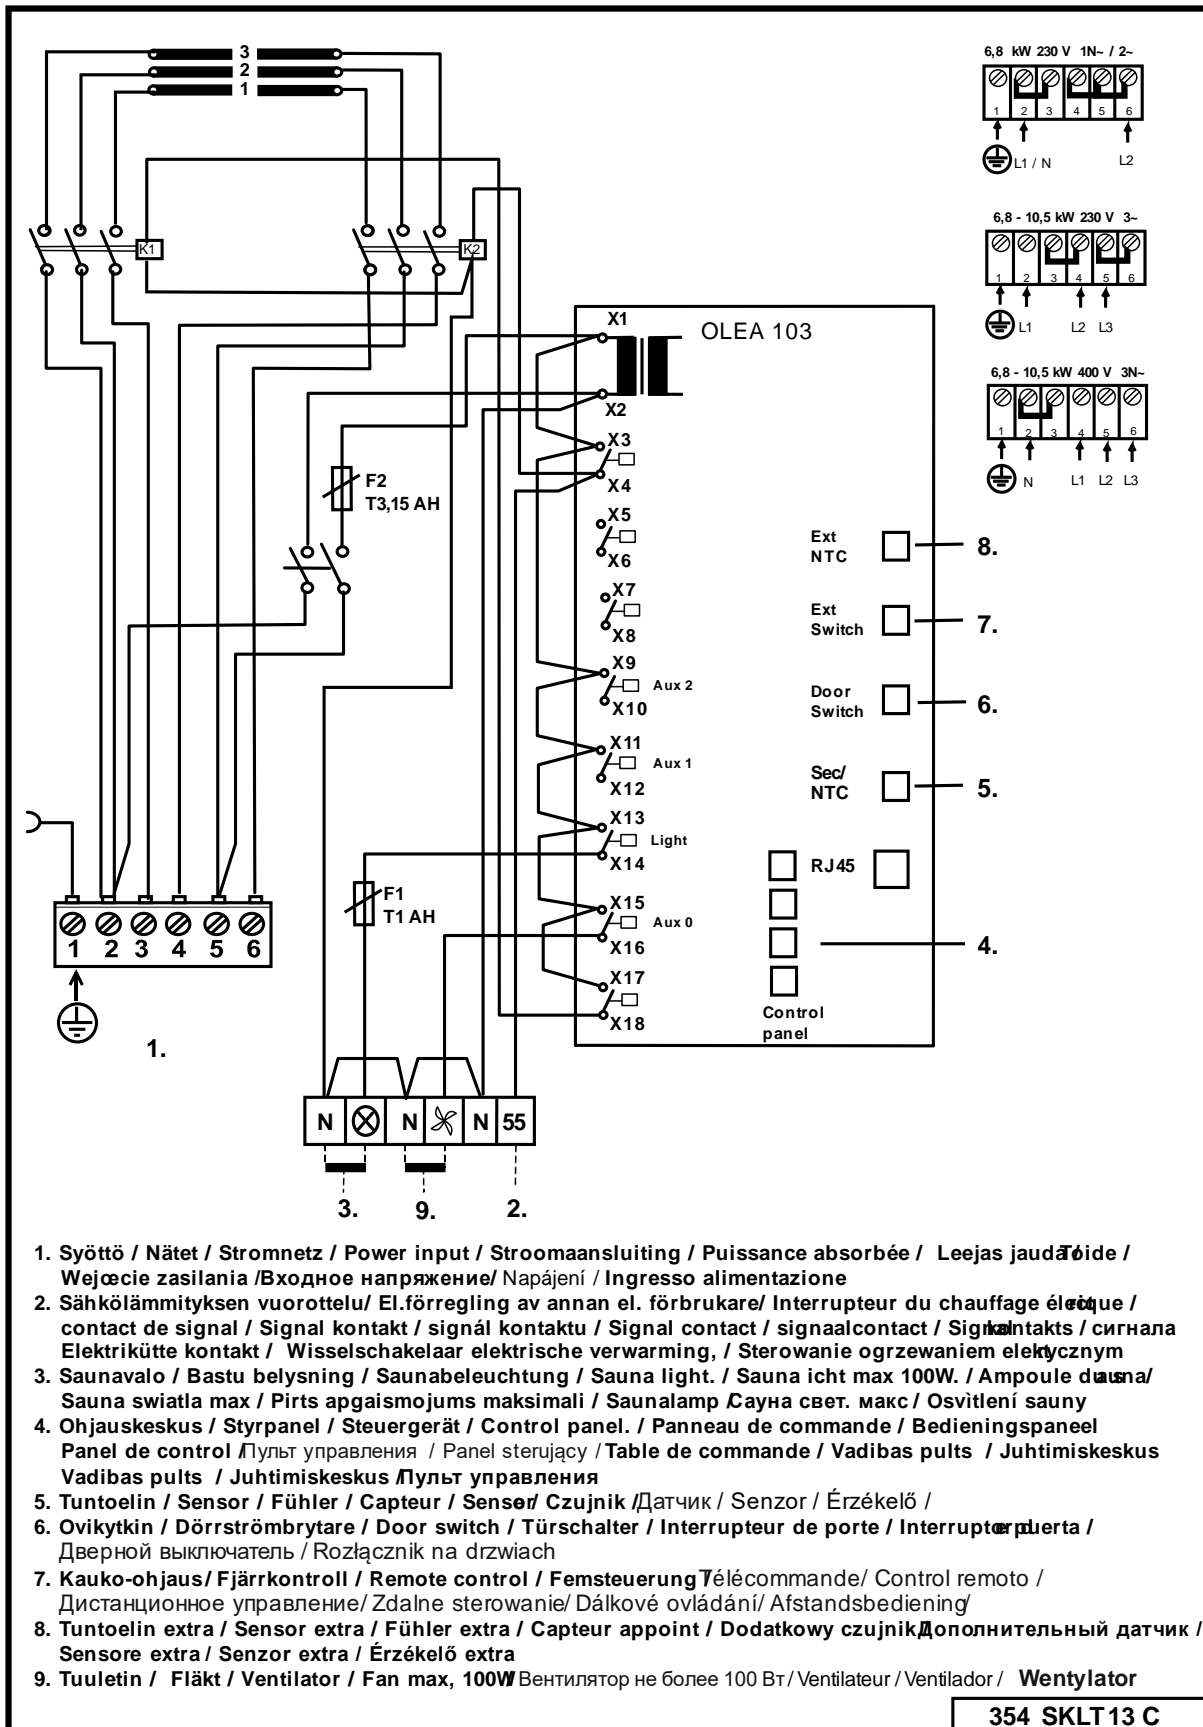 3
2
1
K1
K2
6,8 kW 230 V 1N~ / 2~
1 2 3 4 5 6
L1 / N L2
6,8 - 10,5 kW 230 V 3~
1 2 3 4 5 6
L1 L2 L3
6,8 - 10,5 kW 400 V 3N~
1 2 3 4 5 6
N L1 L2 L3
OLEA 103
X1
X2
X3
X4
X5
X6
X7
X8
X9
Aux 2
X10
X11
Aux 1
X12
X13
Light
X14
X15
Aux 0
X16
X17
X18
F2
T3,15 AH
F1
T1 AH
Ext
NTC
8.
Ext
Switch
7.
Door
Switch
6.
Sec/
NTC
5.
RJ45
4.
Control
panel
1 2 3 4 5 6
1.
N N N 55
3. 9. 2.
1. Syöttö / Nätet / Stromnetz / Power input / Stroomaansluiting / Puissance absorbée / Leejas jauda / Toide /
Wejœcie zasilania /Входное напряжение/ Napájení / Ingresso alimentazione
2. Sähkölämmityksen vuorottelu/ El.förregling av annan el. förbrukare/ Interrupteur du chauffage électrique /
contact de signal / Signal kontakt / signál kontaktu / Signal contact / signaalcontact / Signalkontakts / сигнала
Elektrikütte kontakt / Wisselschakelaar elektrische verwarming, / Sterowanie ogrzewaniem elektycznym
3. Saunavalo / Bastu belysning / Saunabeleuchtung / Sauna light. / Sauna icht max 100W. / Ampoule du sauna/
Sauna swiatla max / Pirts apgaismojums maksimali / Saunalamp /Сауна свет. макс / Osvìtlení sauny
4. Ohjauskeskus / Styrpanel / Steuergerät / Control panel. / Panneau de commande / Bedieningspaneel
Panel de control /Пульт управления / Panel sterujący / Table de commande / Vadibas pults / Juhtimiskeskus
Vadibas pults / Juhtimiskeskus /Пульт управления
5. Tuntoelin / Sensor / Fühler / Capteur / Sensor/ Czujnik /Датчик / Senzor / Érzékelő /
6. Ovikytkin / Dörrströmbrytare / Door switch / Türschalter / Interrupteur de porte / Interruptor puerta /
Дверной выключатель / Rozłącznik na drzwiach
7. Kauko-ohjaus/ Fjärrkontroll / Remote control / Femsteuerung Télécommande/ Control remoto /
Дистанционное управление/ Zdalne sterowanie/ Dálkové ovládání/ Afstandsbediening/
8. Tuntoelin extra / Sensor extra / Fühler extra / Capteur appoint / Dodatkowy czujnik Дополнительный датчик /
Sensore extra / Senzor extra / Érzékelő extra
9. Tuuletin / Fläkt / Ventilator / Fan max, 100W/ Вентилятор не более 100 Вт/ Ventilateur / Ventilador / Wentylator
354 SKLT 13 C